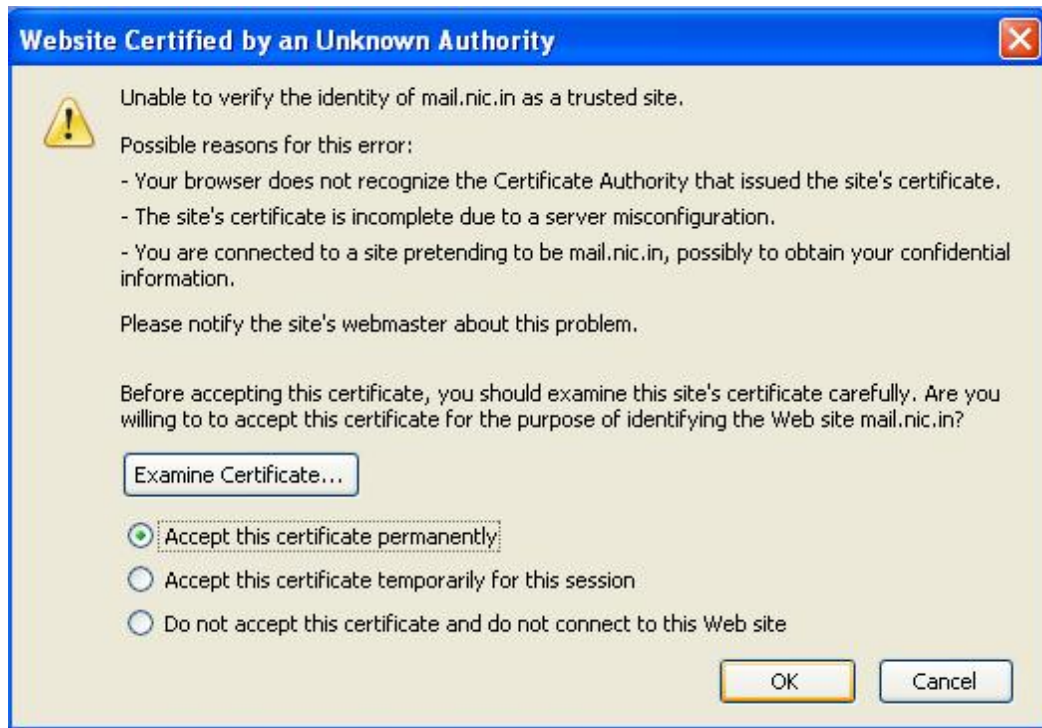 Website Certified by an Unknown Authority
Unable to verify the identity of mail.nic.in as a trusted site.
Possible reasons for this error:
- Your browser does not recognize the Certificate Authority that issued the site's certificate.
- The site's certificate is incomplete due to a server misconfiguration.
- You are connected to a site pretending to be mail.nic.in, possibly to obtain your confidential
information.
Please notify the site's webmaster about this problem.
Before accepting this certificate, you should examine this site's certificate carefully. Are you
willing to to accept this certificate for the purpose of identifying the Web site mail.nic.in?
Examine Certificate...
Accept this certificate permanently
Accept this certificate temporarily for this session
Do not accept this certificate and do not connect to this Web site
OK Cancel